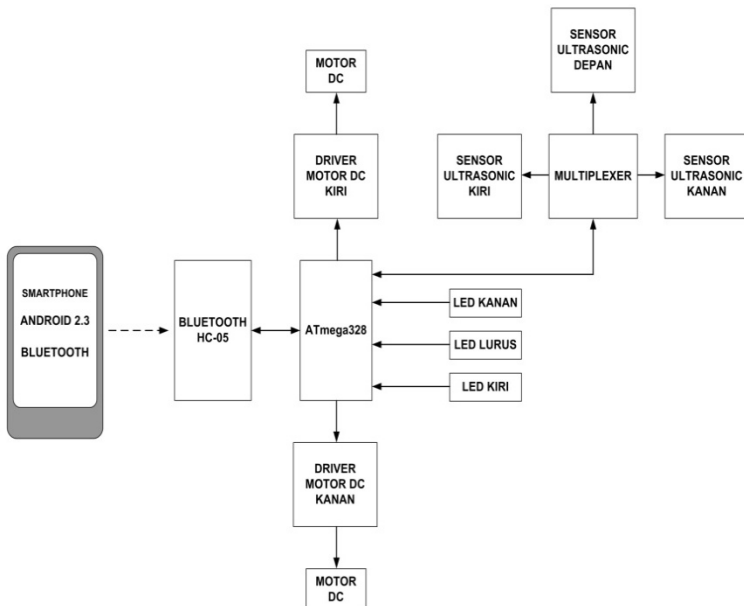 SENSOR
ULTRASONIC
DEPAN
MOTOR
DC
DRIVER
MOTOR DC
KIRI
SENSOR
ULTRASONIC
KIRI
MULTIPLEXER
SENSOR
ULTRASONIC
KANAN
SMARTPHONE
ANDROID 2.3
BLUETOOTH
BLUETOOTH
HC-05
ATmega328
LED KANAN
LED LURUS
LED KIRI
DRIVER
MOTOR DC
KANAN
MOTOR
DC